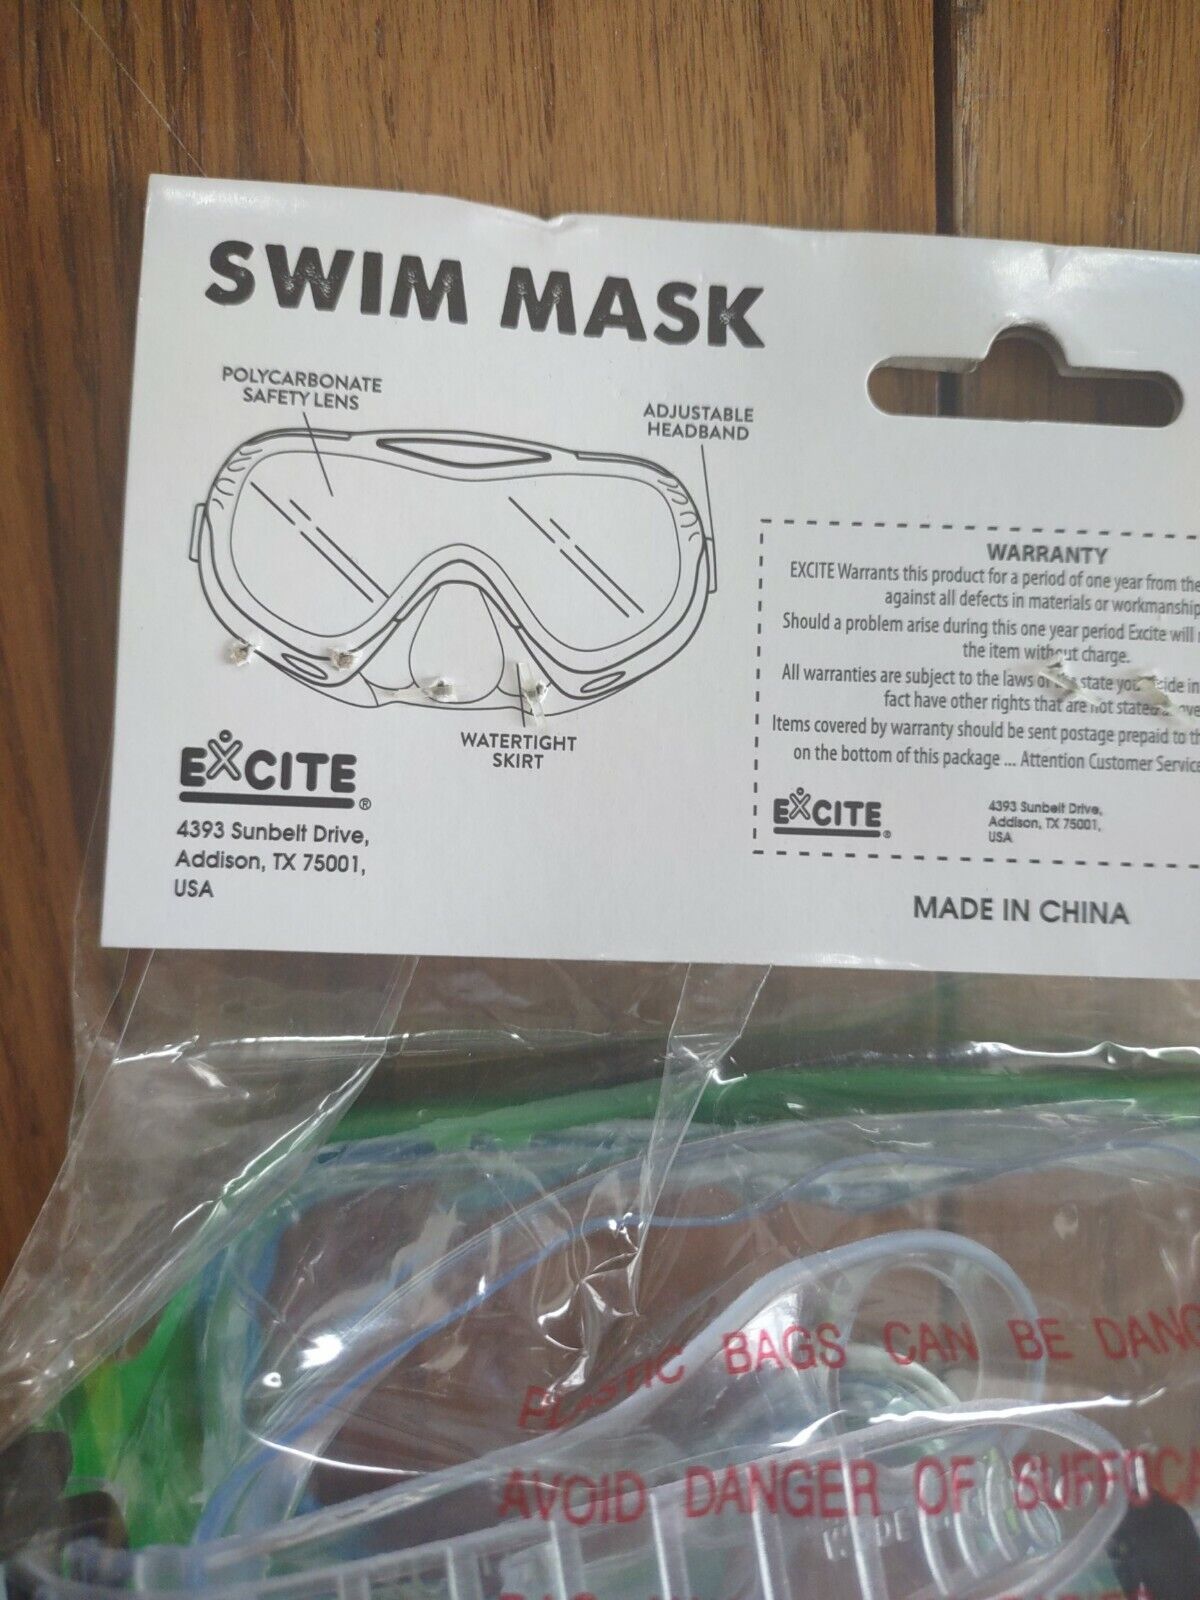 SWIM MASK
POLYCARBONATE
SAFETY LENS
ADJUSTABLE
HEADBAND
WATERTIGHT
SKIRT
EXCITE®
4393 Sunbelt Drive,
Addison, TX 75001,
USA
WARRANTY
EXCITE Warrants this product for a period of one year from the
against all defects in materials or workmanship
Should a problem arise during this one year period Excite will
the item without charge.
All warranties are subject to the laws of the state you in
fact have other rights that are not stated
Items covered by warranty should be sent postage prepaid to
on the bottom of this package ... Attention Customer Service
EXCITE®
4393 Sunbelt Drive,
Addison, TX 75001,
USA
MADE IN CHINA
PLASTIC BAGS CAN BE
AVOID DANGER OF